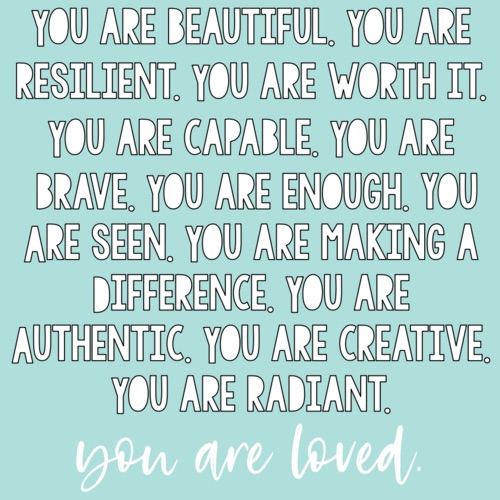 YOU ARE BEAUTIFUL. YOU ARE
RESILIENT. YOU ARE WORTH IT.
YOU ARE CAPABLE. YOU ARE
BRAVE. YOU ARE ENOUGH. YOU
ARE SEEN. YOU ARE MAKING A
DIFFERENCE. YOU ARE
AUTHENTIC. YOU ARE CREATIVE.
YOU ARE RADIANT.
you are loved.